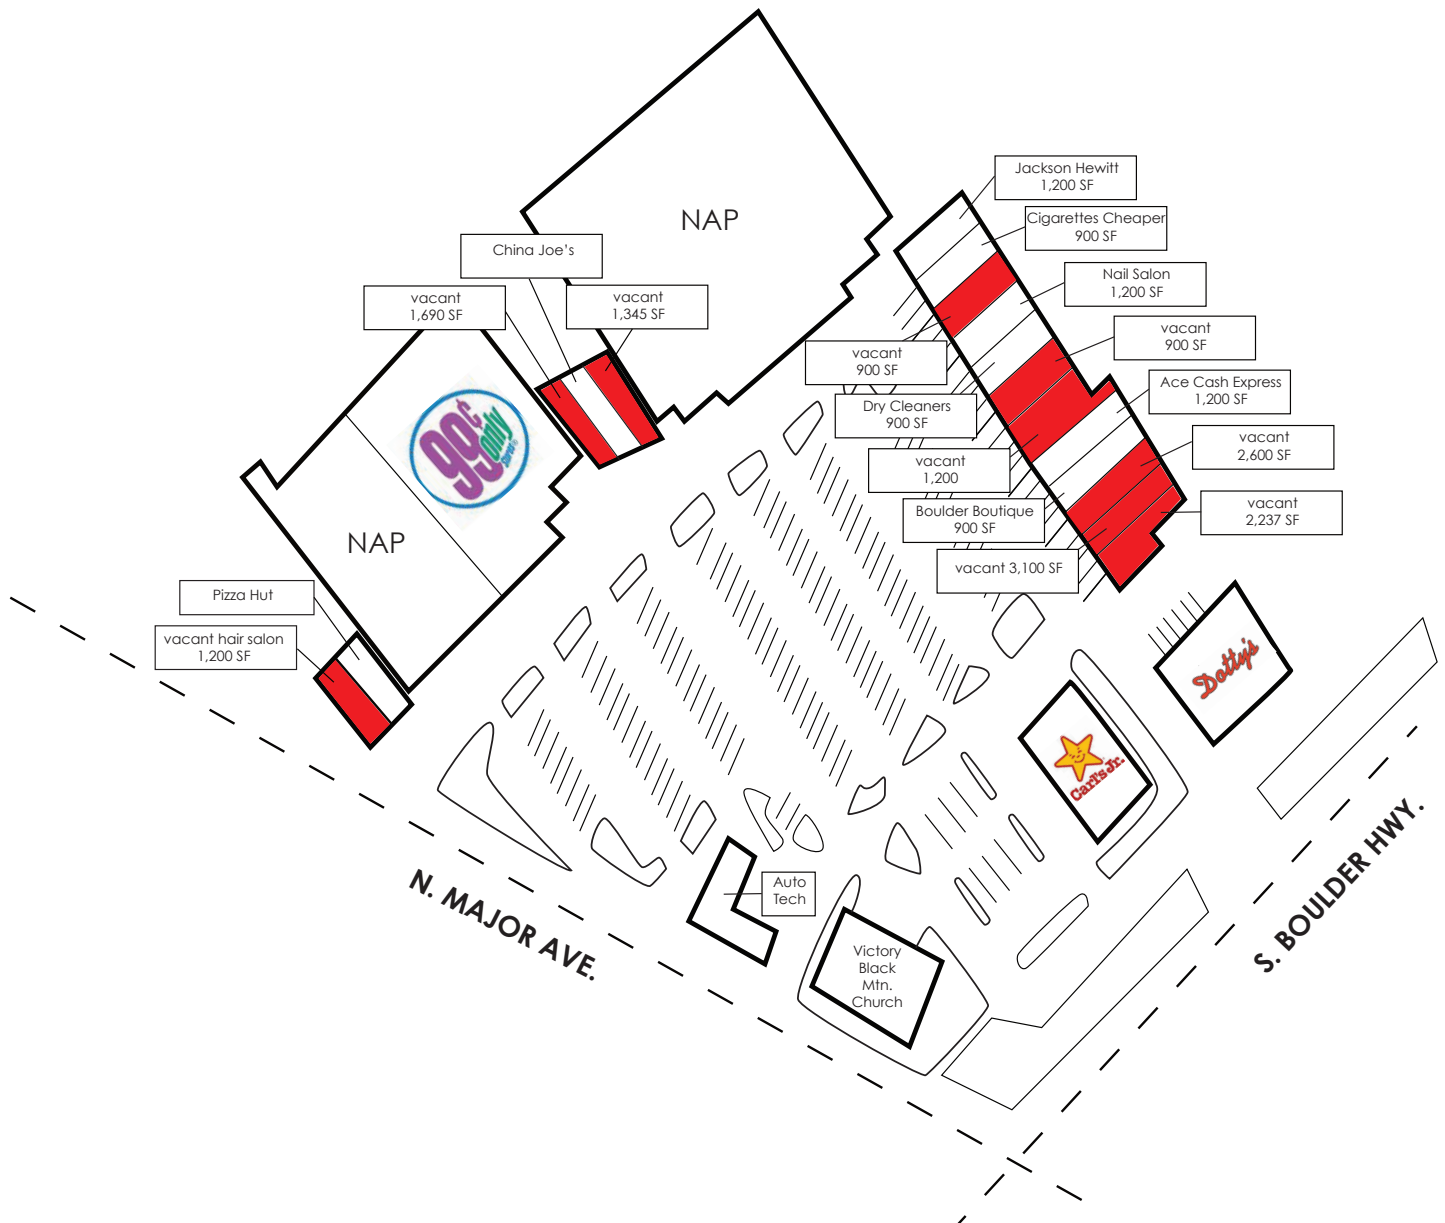 Jackson Hewitt
1,200 SF
Cigarettes Cheaper
900 SF
NAP
China Joe's
Nail Salon
1,200 SF
vacant
1,690 SF
vacant
1,345 SF
vacant
900 SF
vacant
900 SF
Ace Cash Express
1,200 SF
Dry Cleaners
900 SF
99¢
only
Stores
vacant
2,600 SF
vacant
1,200
vacant
2,237 SF
Boulder Boutique
900 SF
NAP
vacant 3,100 SF
Pizza Hut
vacant hair salon
1,200 SF
Dotty's
Carl's Jr.
N. MAJOR AVE.
S. BOULDER HWY.
Auto
Tech
Victory
Black
Mtn.
Church